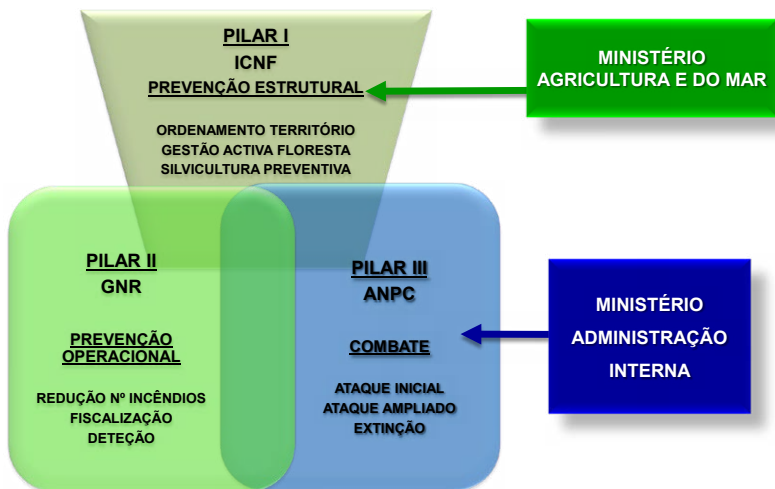 PILAR I
ICNF
PREVENÇÃO ESTRUTURAL
ORDENAMENTO TERRITÓRIO
GESTÃO ACTIVA FLORESTA
SILVICULTURA PREVENTIVA
MINISTÉRIO
AGRICULTURA E DO MAR
PILAR II
GNR
PREVENÇÃO
OPERACIONAL
REDUÇÃO Nº INCÊNDIOS
FISCALIZAÇÃO
DETEÇÃO
PILAR III
ANPC
COMBATE
ATAQUE INICIAL
ATAQUE AMPLIADO
EXTINÇÃO
MINISTÉRIO
ADMINISTRAÇÃO
INTERNA